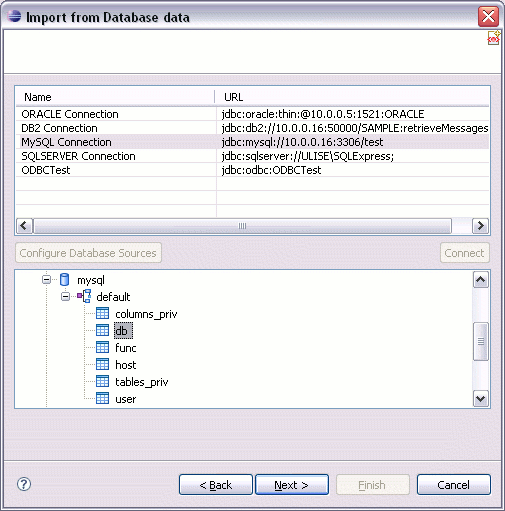 Import from Database data
Name URL
ORACLE Connection jdbc:oracle:thin:@10.0.0.5:1521:ORACLE
DB2 Connection jdbc:db2://10.0.0.16:50000/SAMPLE:retrieveMessages
MySQL Connection jdbc:mysql://10.0.0.16:3306/test
SQLSERVER Connection jdbc:sqlserver://ULISE\SQLExpress;
ODBCTest jdbc:odbc:ODBCTest
Configure Database Sources Connect
mysql
default
columns_priv
db
func
host
tables_priv
user
? < Back Next > Finish Cancel